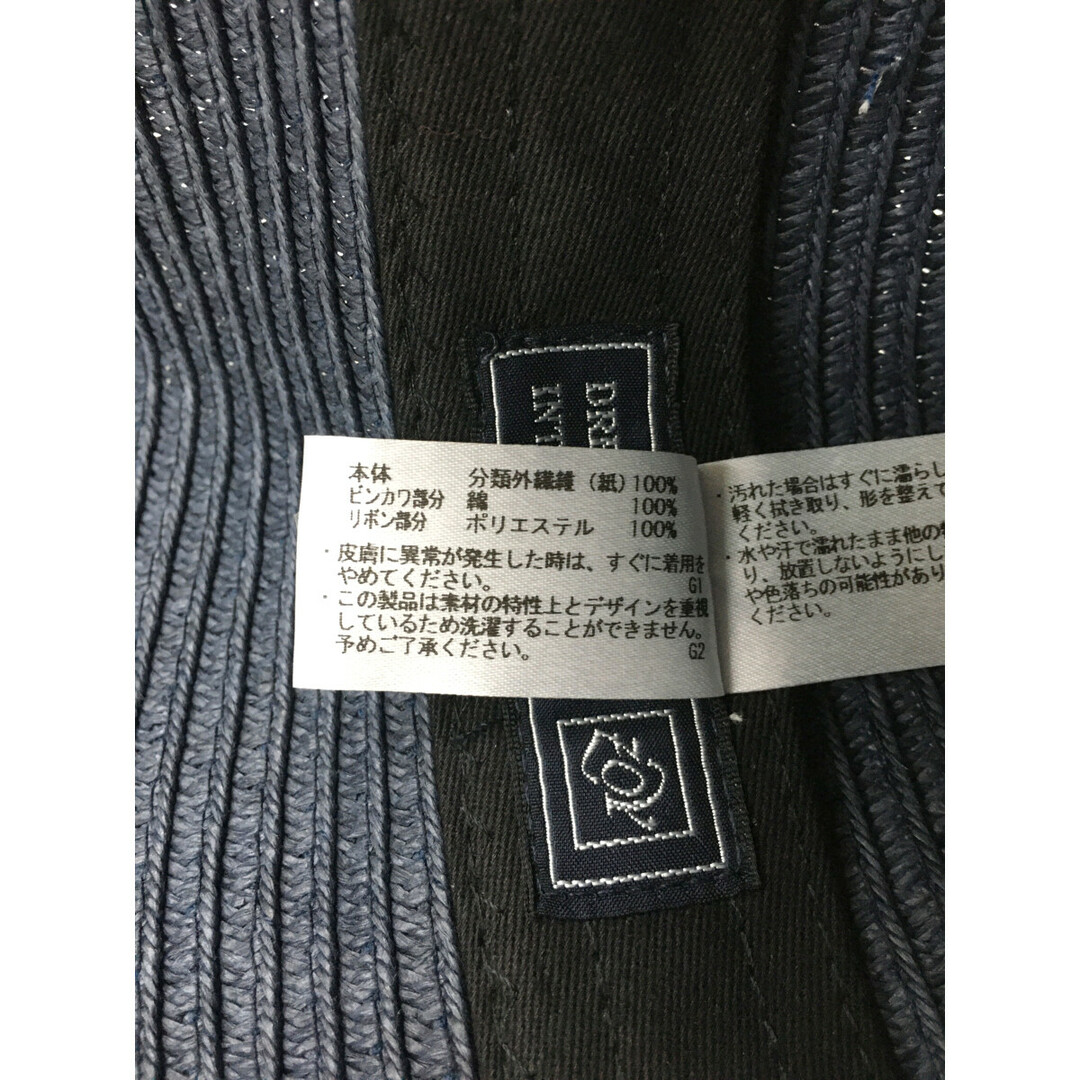 DRE
INT
本体 分類外繊維（紙）100%
ビンカワ部分 綿 100%
リボン部分 ポリエステル 100%
・皮膚に異常が発生した時は、すぐに着用を
やめてください。 G1
・この製品は素材の特性上とデザインを重視
しているため洗濯することができません。
予めご了承ください。 G2
・汚れた場合はすぐに濡らし
軽く拭き取り、形を整えて
ください。
・水や汗で濡れたまま他の
り、放置しないようにし
や色落ちの可能性があり
ください。